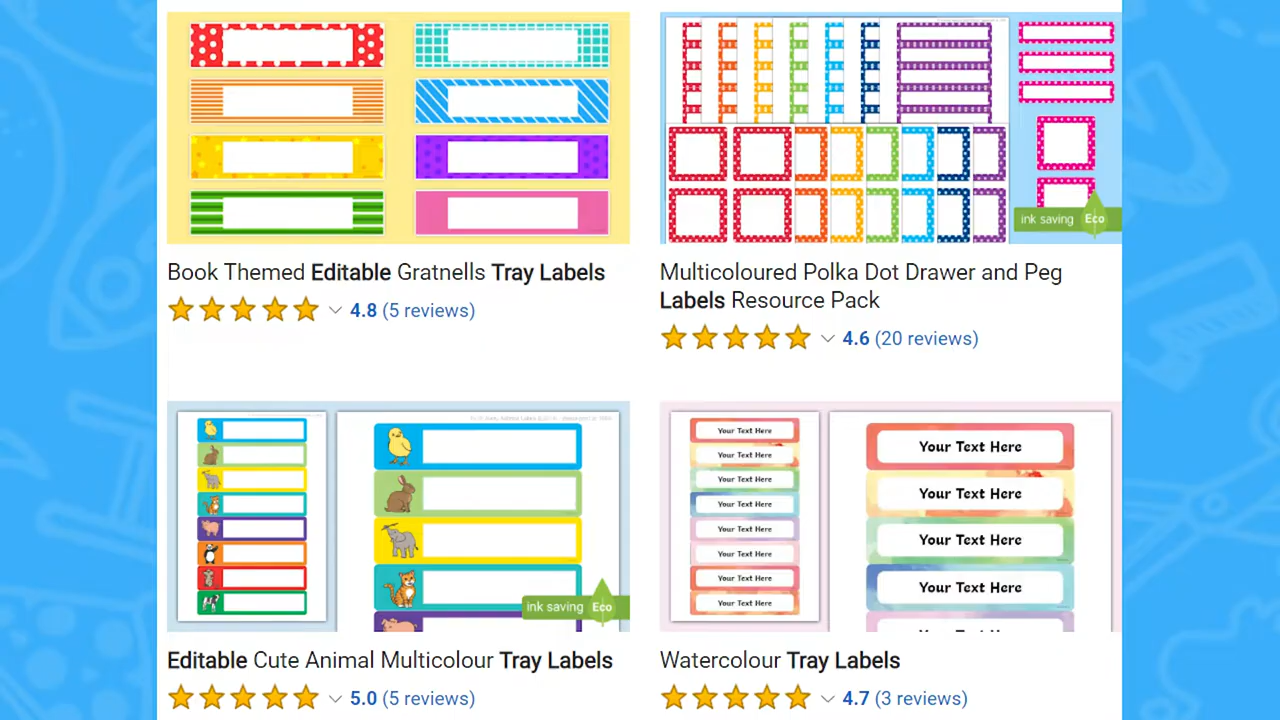 ink saving Eco
Book Themed Editable Gratnells Tray Labels
4.8 (5 reviews)
Multicoloured Polka Dot Drawer and Peg
Labels Resource Pack
4.6 (20 reviews)
ink saving Eco
Editable Cute Animal Multicolour Tray Labels
5.0 (5 reviews)
Your Text Here
Your Text Here
Your Text Here
Your Text Here
Your Text Here
Your Text Here
Your Text Here
Your Text Here
Your Text Here
Your Text Here
Your Text Here
Your Text Here
Watercolour Tray Labels
4.7 (3 reviews)